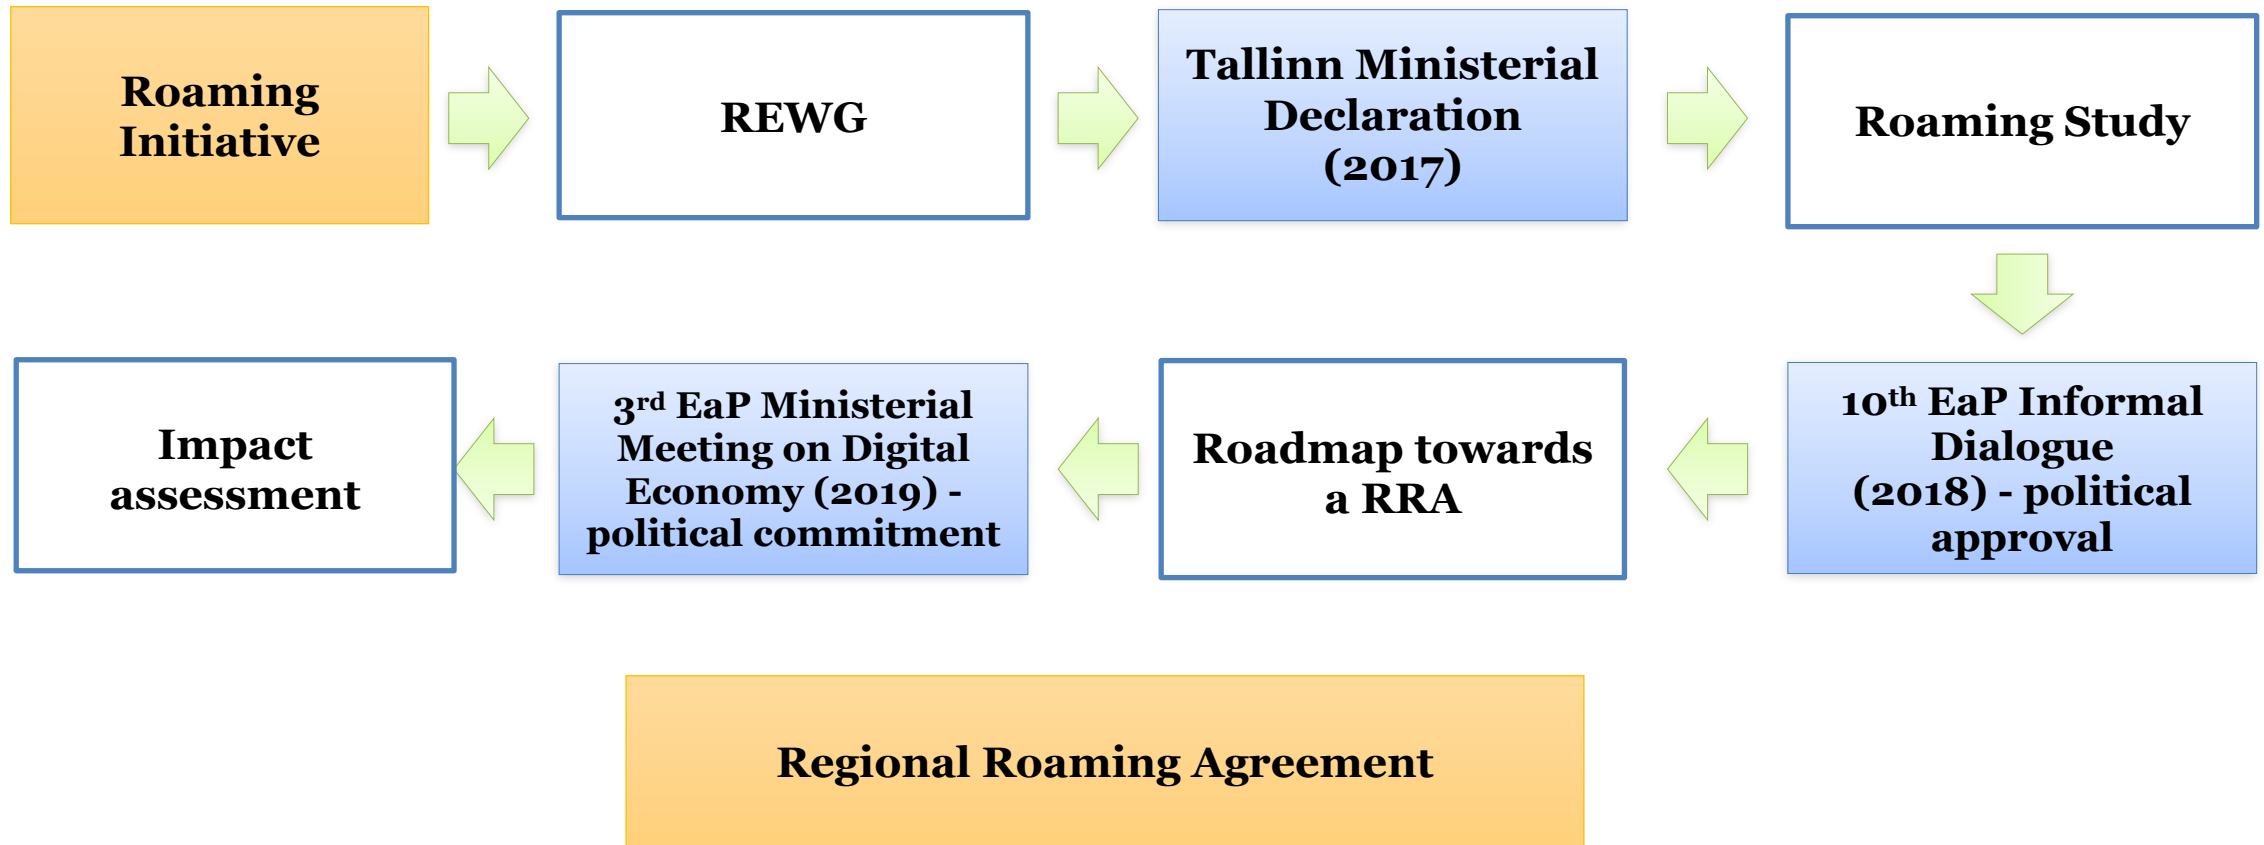 Roaming
Initiative
REWG
Tallinn Ministerial
Declaration
(2017)
Roaming Study
10th EaP Informal
Dialogue
(2018) - political
approval
Roadmap towards
a RRA
3rd EaP Ministerial
Meeting on Digital
Economy (2019) -
political commitment
Impact
assessment
Regional Roaming Agreement